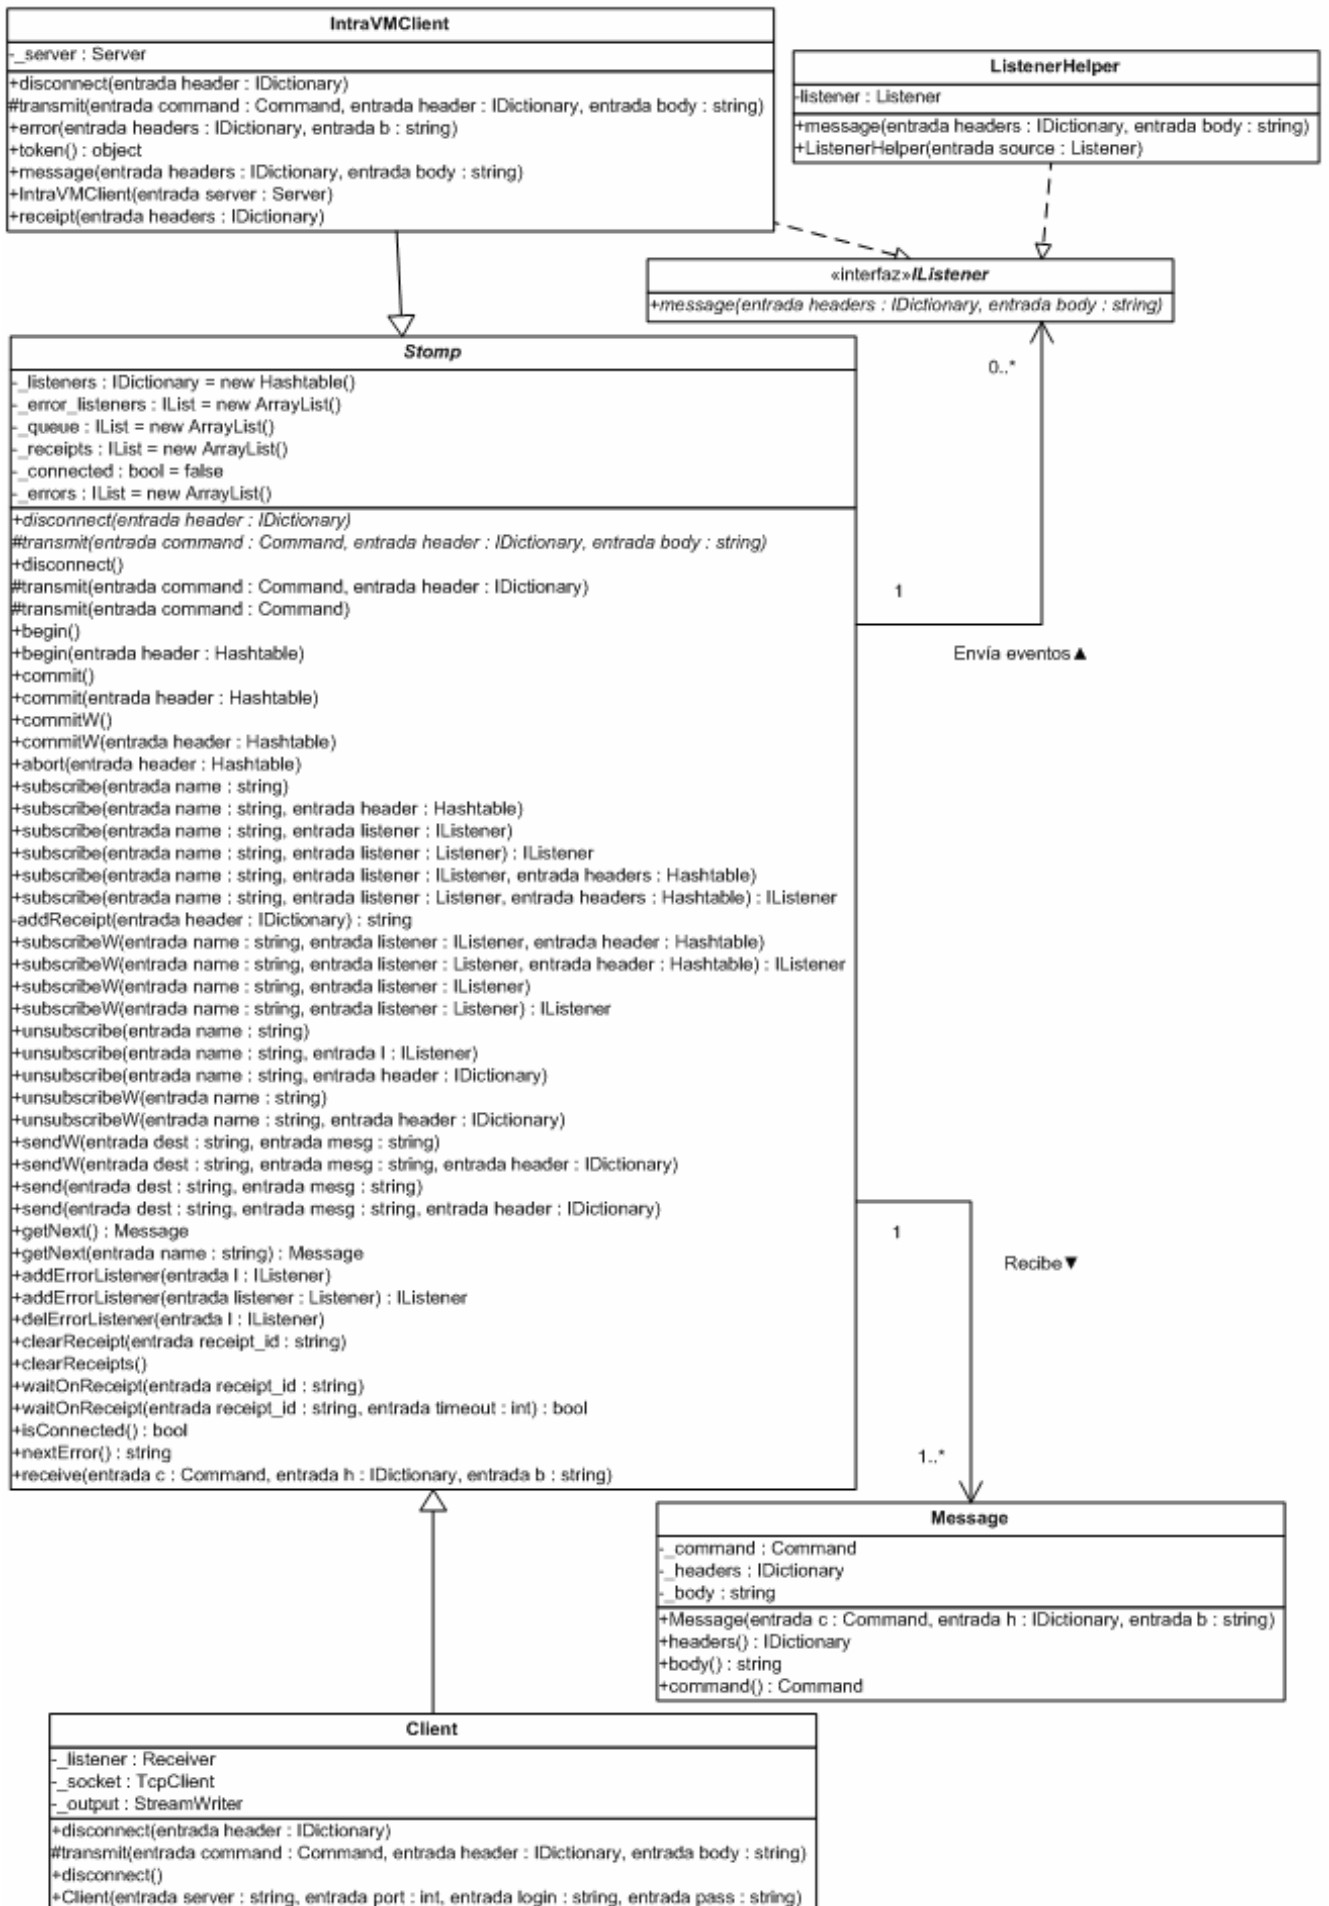 IntraVMClient
-_server : Server
+disconnect(entrada header : IDictionary)
#transmit(entrada command : Command, entrada header : IDictionary, entrada body : string)
+error(entrada headers : IDictionary, entrada b : string)
+token() : object
+message(entrada headers : IDictionary, entrada body : string)
+IntraVMClient(entrada server : Server)
+receipt(entrada headers : IDictionary)
ListenerHelper
-listener : Listener
+message(entrada headers : IDictionary, entrada body : string)
+ListenerHelper(entrada source : Listener)
«interfaz»IListener
+message(entrada headers : IDictionary, entrada body : string)
0..*
Stomp
-_listeners : IDictionary = new Hashtable()
-_error_listeners : IList = new ArrayList()
-_queue : IList = new ArrayList()
-_receipts : IList = new ArrayList()
-_connected : bool = false
-_errors : IList = new ArrayList()
+disconnect(entrada header : IDictionary)
#transmit(entrada command : Command, entrada header : IDictionary, entrada body : string)
+disconnect()
#transmit(entrada command : Command, entrada header : IDictionary)
#transmit(entrada command : Command)
+begin()
+begin(entrada header : Hashtable)
+commit()
+commit(entrada header : Hashtable)
+commitW()
+commitW(entrada header : Hashtable)
+abort(entrada header : Hashtable)
+subscribe(entrada name : string)
+subscribe(entrada name : string, entrada header : Hashtable)
+subscribe(entrada name : string, entrada listener : IListener)
+subscribe(entrada name : string, entrada listener : Listener) : IListener
+subscribe(entrada name : string, entrada listener : IListener, entrada headers : Hashtable)
+subscribe(entrada name : string, entrada listener : Listener, entrada headers : Hashtable) : IListener
-addReceipt(entrada header : IDictionary) : string
+subscribeW(entrada name : string, entrada listener : IListener, entrada header : Hashtable)
+subscribeW(entrada name : string, entrada listener : Listener, entrada header : Hashtable) : IListener
+subscribeW(entrada name : string, entrada listener : IListener)
+subscribeW(entrada name : string, entrada listener : Listener) : IListener
+unsubscribe(entrada name : string)
+unsubscribe(entrada name : string, entrada l : IListener)
+unsubscribe(entrada name : string, entrada header : IDictionary)
+unsubscribeW(entrada name : string)
+unsubscribeW(entrada name : string, entrada header : IDictionary)
+sendW(entrada dest : string, entrada mesg : string)
+sendW(entrada dest : string, entrada mesg : string, entrada header : IDictionary)
+send(entrada dest : string, entrada mesg : string)
+send(entrada dest : string, entrada mesg : string, entrada header : IDictionary)
+getNext() : Message
+getNext(entrada name : string) : Message
+addErrorListener(entrada l : IListener)
+addErrorListener(entrada listener : Listener) : IListener
+delErrorListener(entrada l : IListener)
+clearReceipt(entrada receipt_id : string)
+clearReceipts()
+waitOnReceipt(entrada receipt_id : string)
+waitOnReceipt(entrada receipt_id : string, entrada timeout : int) : bool
+isConnected() : bool
+nextError() : string
+receive(entrada c : Command, entrada h : IDictionary, entrada b : string)
1
Envía eventos▲
1
Recibe▼
1..*
Message
-_command : Command
-_headers : IDictionary
-_body : string
+Message(entrada c : Command, entrada h : IDictionary, entrada b : string)
+headers() : IDictionary
+body() : string
+command() : Command
Client
-_listener : Receiver
-_socket : TcpClient
-_output : StreamWriter
+disconnect(entrada header : IDictionary)
#transmit(entrada command : Command, entrada header : IDictionary, entrada body : string)
+disconnect()
+Client(entrada server : string, entrada port : int, entrada login : string, entrada pass : string)